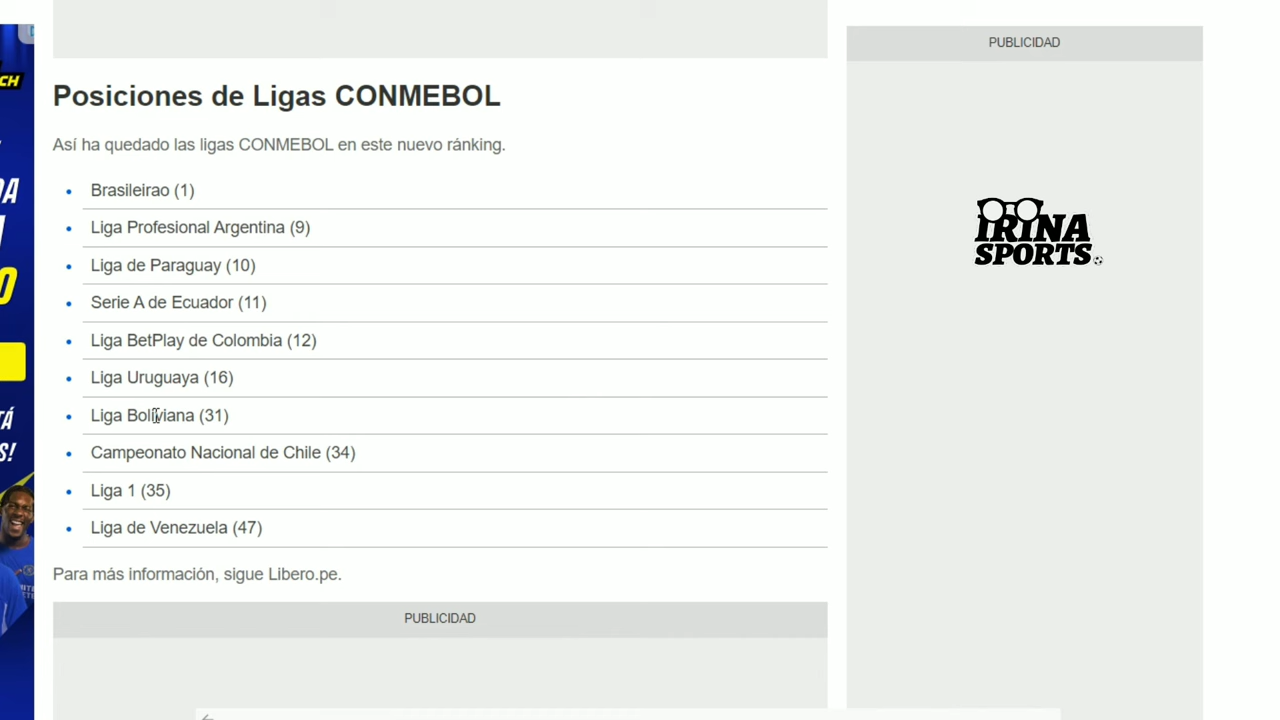 CH
PUBLICIDAD
Posiciones de Ligas CONMEBOL
Así ha quedado las ligas CONMEBOL en este nuevo ránking.
Brasileirao (1)
Liga Profesional Argentina (9)
Liga de Paraguay (10)
Serie A de Ecuador (11)
Liga BetPlay de Colombia (12)
Liga Uruguaya (16)
Liga Boliviana (31)
Campeonato Nacional de Chile (34)
Liga 1 (35)
Liga de Venezuela (47)
Para más información, sigue Libero.pe.
PUBLICIDAD
IRINA
SPORTS